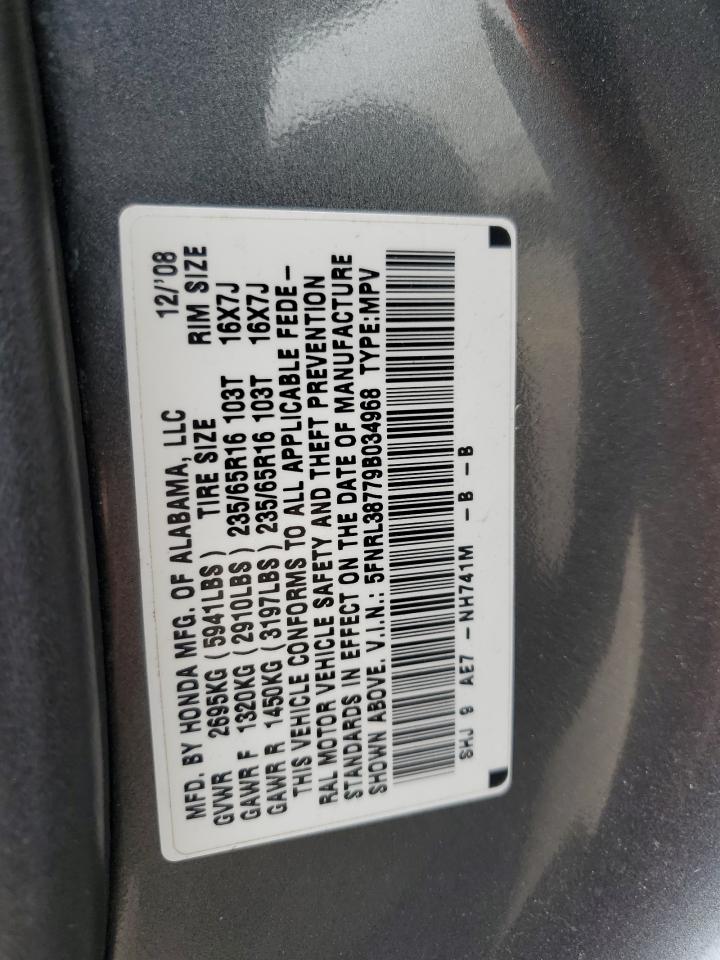 MFD. BY HONDA MFG. OF ALABAMA, LLC 12/'08
GVWR 2695KG (5941LBS) TIRE SIZE RIM SIZE
GAWR F 1320KG (2910LBS) 235/65R16 103T 16X7J
GAWR R 1450KG (3197LBS) 235/65R16 103T 16X7J
THIS VEHICLE CONFORMS TO ALL APPLICABLE FEDE-
RAL MOTOR VEHICLE SAFETY AND THEFT PREVENTION
STANDARDS IN EFFECT ON THE DATE OF MANUFACTURE
SHOWN ABOVE. V.I.N.: 5FNRL38779B034968 TYPE:MPV
SHJ 9 AE7 -NH741M -B -B